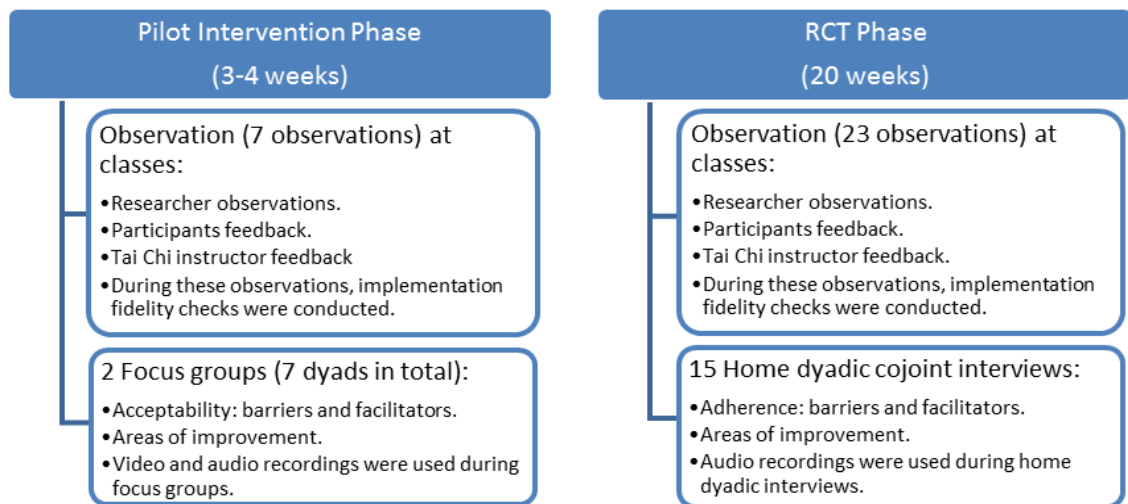 Pilot Intervention Phase
(3-4 weeks)
Observation (7 observations) at
classes:
•Researcher observations.
•Participants feedback.
•Tai Chi instructor feedback
•During these observations, implementation
fidelity checks were conducted.
2 Focus groups (7 dyads in total):
•Acceptability: barriers and facilitators.
•Areas of improvement.
•Video and audio recordings were used during
focus groups.
RCT Phase
(20 weeks)
Observation (23 observations) at
classes:
•Researcher observations.
•Participants feedback.
•Tai Chi instructor feedback.
•During these observations, implementation
fidelity checks were conducted.
15 Home dyadic cojoint interviews:
•Adherence: barriers and facilitators.
•Areas of improvement.
•Audio recordings were used during home
dyadic interviews.